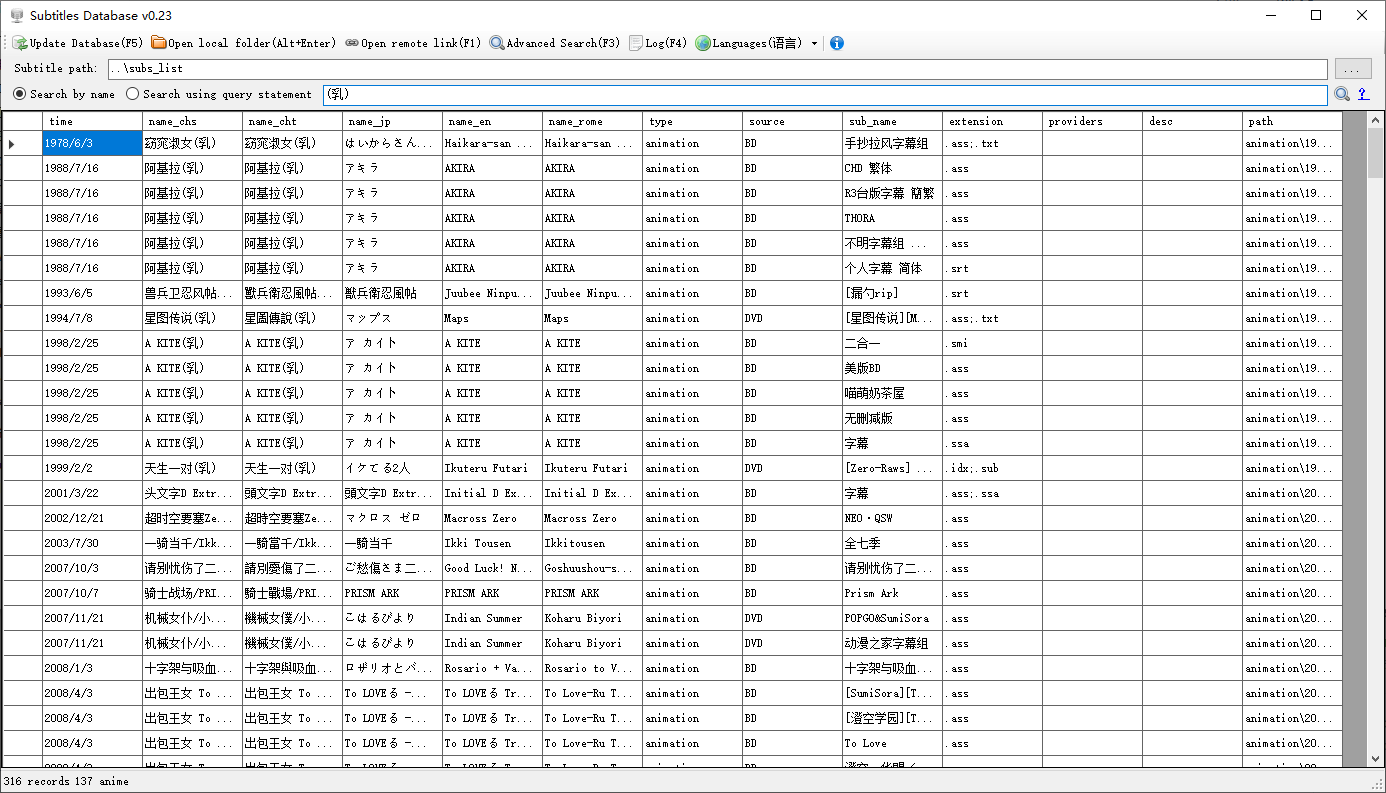 Subtitles Database v0.23
Update Database(F5) Open local folder(Alt+Enter) Open remote link(F1) Advanced Search(F3) Log(F4) Languages(语言)
Subtitle path: ..\subs_list ...
Search by name Search using query statement (乳) ?
time name_chs name_cht name_jp name_en name_rome type source sub_name extension providers desc path
1978/6/3 窈窕淑女(乳) 窈窕淑女(乳) はいからさん... Haikara-san ... Haikara-san ... animation BD 手抄拉风字幕组 .ass;.txt animation\19...
1988/7/16 阿基拉(乳) 阿基拉(乳) アキラ AKIRA AKIRA animation BD CHD 繁体 .ass animation\19...
1988/7/16 阿基拉(乳) 阿基拉(乳) アキラ AKIRA AKIRA animation BD R3台版字幕 簡繁 .ass animation\19...
1988/7/16 阿基拉(乳) 阿基拉(乳) アキラ AKIRA AKIRA animation BD THORA .ass animation\19...
1988/7/16 阿基拉(乳) 阿基拉(乳) アキラ AKIRA AKIRA animation BD 不明字幕组 ... .ass animation\19...
1988/7/16 阿基拉(乳) 阿基拉(乳) アキラ AKIRA AKIRA animation BD 个人字幕 简体 .srt animation\19...
1993/6/5 兽兵卫忍风帖... 獸兵衛忍風帖... 獣兵衛忍風帖 Juubee Ninpu... Juubee Ninpu... animation BD [漏勺rip] .srt animation\19...
1994/7/8 星图传说(乳) 星圖傳說(乳) マップス Maps Maps animation DVD [星图传说][M... .ass;.txt animation\19...
1998/2/25 A KITE(乳) A KITE(乳) ア カイト A KITE A KITE animation BD 二合一 .smi animation\19...
1998/2/25 A KITE(乳) A KITE(乳) ア カイト A KITE A KITE animation BD 美版BD .ass animation\19...
1998/2/25 A KITE(乳) A KITE(乳) ア カイト A KITE A KITE animation BD 喵萌奶茶屋 .ass animation\19...
1998/2/25 A KITE(乳) A KITE(乳) ア カイト A KITE A KITE animation BD 无删减版 .ass animation\19...
1998/2/25 A KITE(乳) A KITE(乳) ア カイト A KITE A KITE animation BD 字幕 .ssa animation\19...
1999/2/2 天生一对(乳) 天生一对(乳) イケてる2人 Ikuteru Futari Ikuteru Futari animation DVD [Zero-Raws] ... .idx;.sub animation\19...
2001/3/22 头文字D Extr... 頭文字D Extr... 頭文字D Extr... Initial D Ex... Initial D Ex... animation BD 字幕 .ass;.ssa animation\20...
2002/12/21 超时空要塞Ze... 超時空要塞Ze... マクロス ゼロ Macross Zero Macross Zero animation BD NEO·QSW .ass animation\20...
2003/7/30 一骑当千/Ikk... 一騎當千/Ikk... 一騎当千 Ikki Tousen Ikkitousen animation BD 全七季 .ass animation\20...
2007/10/3 请别忧伤了二... 請別憂傷了二... ご愁傷さま二... Good Luck! N... Goshuushou-s... animation BD 请别忧伤了二... .ass animation\20...
2007/10/7 骑士战场/PRI... 騎士戰場/PRI... PRISM ARK PRISM ARK PRISM ARK animation BD Prism Ark .ass animation\20...
2007/11/21 机械女仆/小... 機械女僕/小... こはるびより Indian Summer Koharu Biyori animation DVD POPGO&SumiSora .ass animation\20...
2007/11/21 机械女仆/小... 機械女僕/小... こはるびより Indian Summer Koharu Biyori animation DVD 动漫之家字幕组 .ass animation\20...
2008/1/3 十字架与吸血... 十字架與吸血... ロザリオとバ... Rosario + Va... Rosario to V... animation BD 十字架与吸血... .ass animation\20...
2008/4/3 出包王女 To ... 出包王女 To ... To LOVEる -... To LOVEる Tr... To Love-Ru T... animation BD [SumiSora][T... .ass animation\20...
2008/4/3 出包王女 To ... 出包王女 To ... To LOVEる -... To LOVEる Tr... To Love-Ru T... animation BD [澄空学园][T... .ass animation\20...
2008/4/3 出包王女 To ... 出包王女 To ... To LOVEる -... To LOVEる Tr... To Love-Ru T... animation BD To Love .ass animation\20...
316 records 137 anime